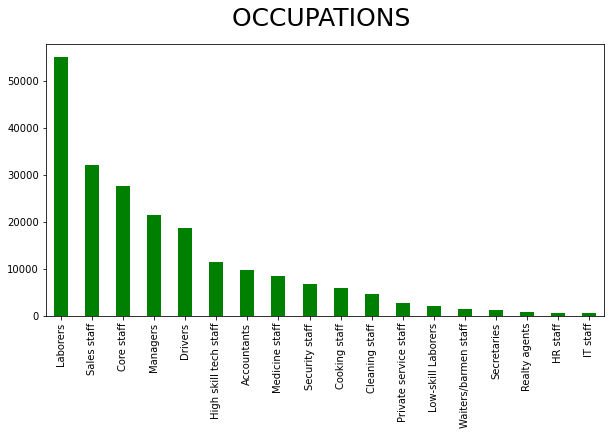 OCCUPATIONS
50000
40000
30000
20000
10000
0
Laborers
Sales staff
Core staff
Managers
Drivers
High skill tech staff
Accountants
Medicine staff
Security staff
Cooking staff
Cleaning staff
Private service staff
Low-skill Laborers
Waiters/barmen staff
Secretaries
Realty agents
HR staff
IT staff